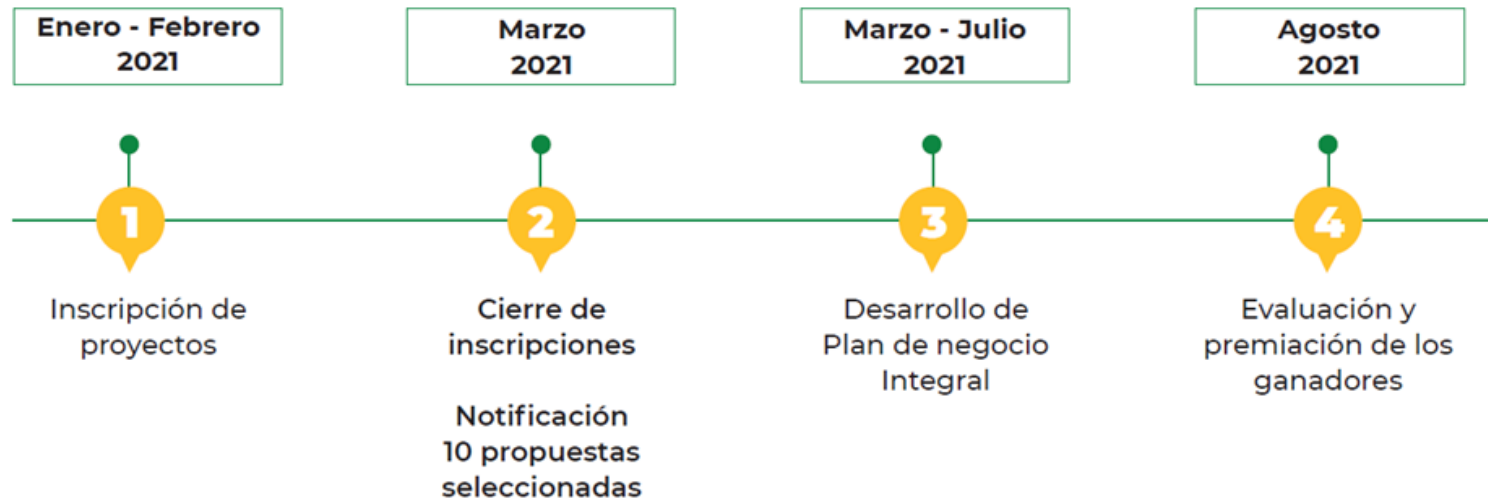 Enero - Febrero
2021
Marzo
2021
Marzo - Julio
2021
Agosto
2021
1
2
3
4
Inscripción de
proyectos
Cierre de
inscripciones
Notificación
10 propuestas
seleccionadas
Desarrollo de
Plan de negocio
Integral
Evaluación y
premiación de los
ganadores